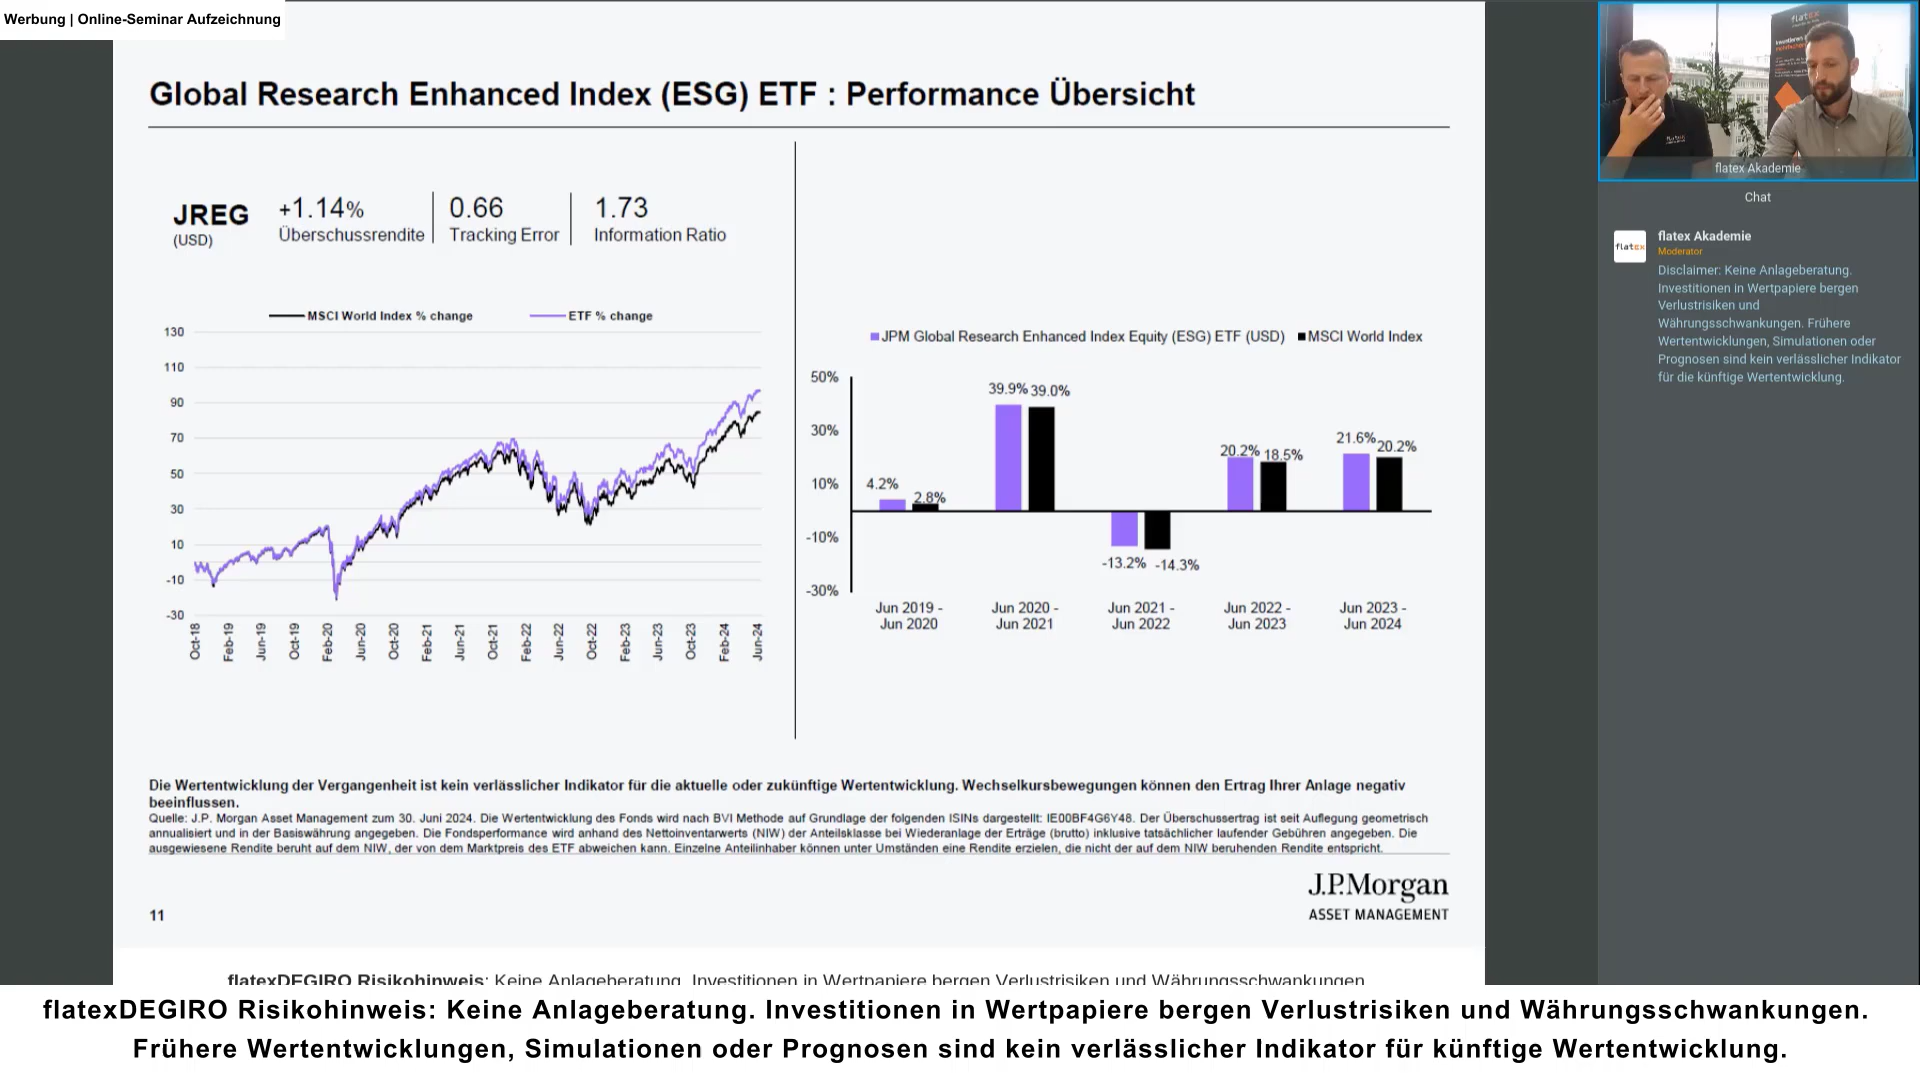 Werbung | Online-Seminar Aufzeichnung
Global Research Enhanced Index (ESG) ETF : Performance Übersicht
JREG
(USD)
+1.14%
Überschussrendite
0.66
Tracking Error
1.73
Information Ratio
MSCI World Index % change
ETF % change
130
110
90
70
50
30
10
-10
-30
Oct-18
Feb-19
Jun-19
Oct-19
Feb-20
Jun-20
Oct-20
Feb-21
Jun-21
Oct-21
Feb-22
Jun-22
Oct-22
Feb-23
Jun-23
Oct-23
Feb-24
Jun-24
JPM Global Research Enhanced Index Equity (ESG) ETF (USD)
MSCI World Index
50%
30%
10%
-10%
-30%
4.2%
2.8%
39.9%
39.0%
-13.2%
-14.3%
20.2%
18.5%
21.6%
20.2%
Jun 2019 -
Jun 2020
Jun 2020 -
Jun 2021
Jun 2021 -
Jun 2022
Jun 2022 -
Jun 2023
Jun 2023 -
Jun 2024
Die Wertentwicklung der Vergangenheit ist kein verlässlicher Indikator für die aktuelle oder zukünftige Wertentwicklung. Wechselkursbewegungen können den Ertrag Ihrer Anlage negativ
beeinflussen.
Quelle: J.P. Morgan Asset Management zum 30. Juni 2024. Die Wertentwicklung des Fonds wird nach BVI Methode auf Grundlage der folgenden ISINs dargestellt: IE00BF4G6Y48. Der Überschussertrag ist seit Auflegung geometrisch
annualisiert und in der Basiswährung angegeben. Die Fondsperformance wird anhand des Nettoinventarwerts (NIW) der Anteilsklasse bei Wiederanlage der Erträge (brutto) inklusive tatsächlicher laufender Gebühren angegeben. Die
ausgewiesene Rendite beruht auf dem NIW, der von dem Marktpreis des ETF abweichen kann. Einzelne Anteilinhaber können unter Umständen eine Rendite erzielen, die nicht der auf dem NIW beruhenden Rendite entspricht.
11
J.P.Morgan
ASSET MANAGEMENT
flatex
flatex Akademie
Chat
flatex
flatex Akademie
Moderator
Disclaimer: Keine Anlageberatung.
Investitionen in Wertpapiere bergen
Verlustrisiken und
Währungsschwankungen. Frühere
Wertentwicklungen, Simulationen oder
Prognosen sind kein verlässlicher Indikator
für die künftige Wertentwicklung.
flatexDEGIRO Risikohinweis: Keine Anlageberatung. Investitionen in Wertpapiere bergen Verlustrisiken und Währungsschwankungen
flatexDEGIRO Risikohinweis: Keine Anlageberatung. Investitionen in Wertpapiere bergen Verlustrisiken und Währungsschwankungen.
Frühere Wertentwicklungen, Simulationen oder Prognosen sind kein verlässlicher Indikator für künftige Wertentwicklung.